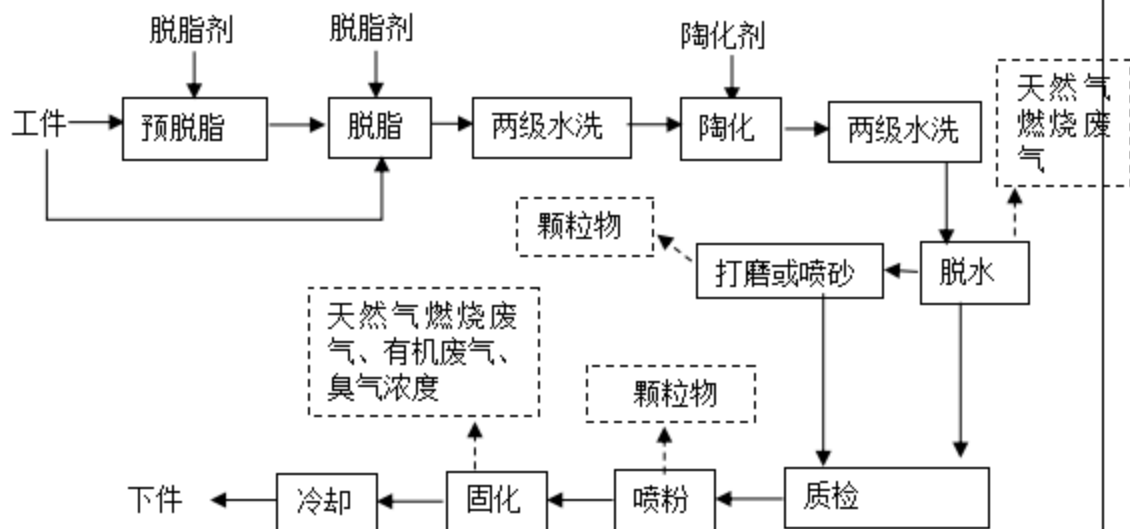 脱脂剂
脱脂剂
陶化剂
工件
预脱脂
脱脂
两级水洗
陶化
两级水洗
天然气
燃烧废
气
颗粒物
打磨或喷砂
脱水
天然气燃烧废
气、有机废气、
臭气浓度
颗粒物
下件
冷却
固化
喷粉
质检